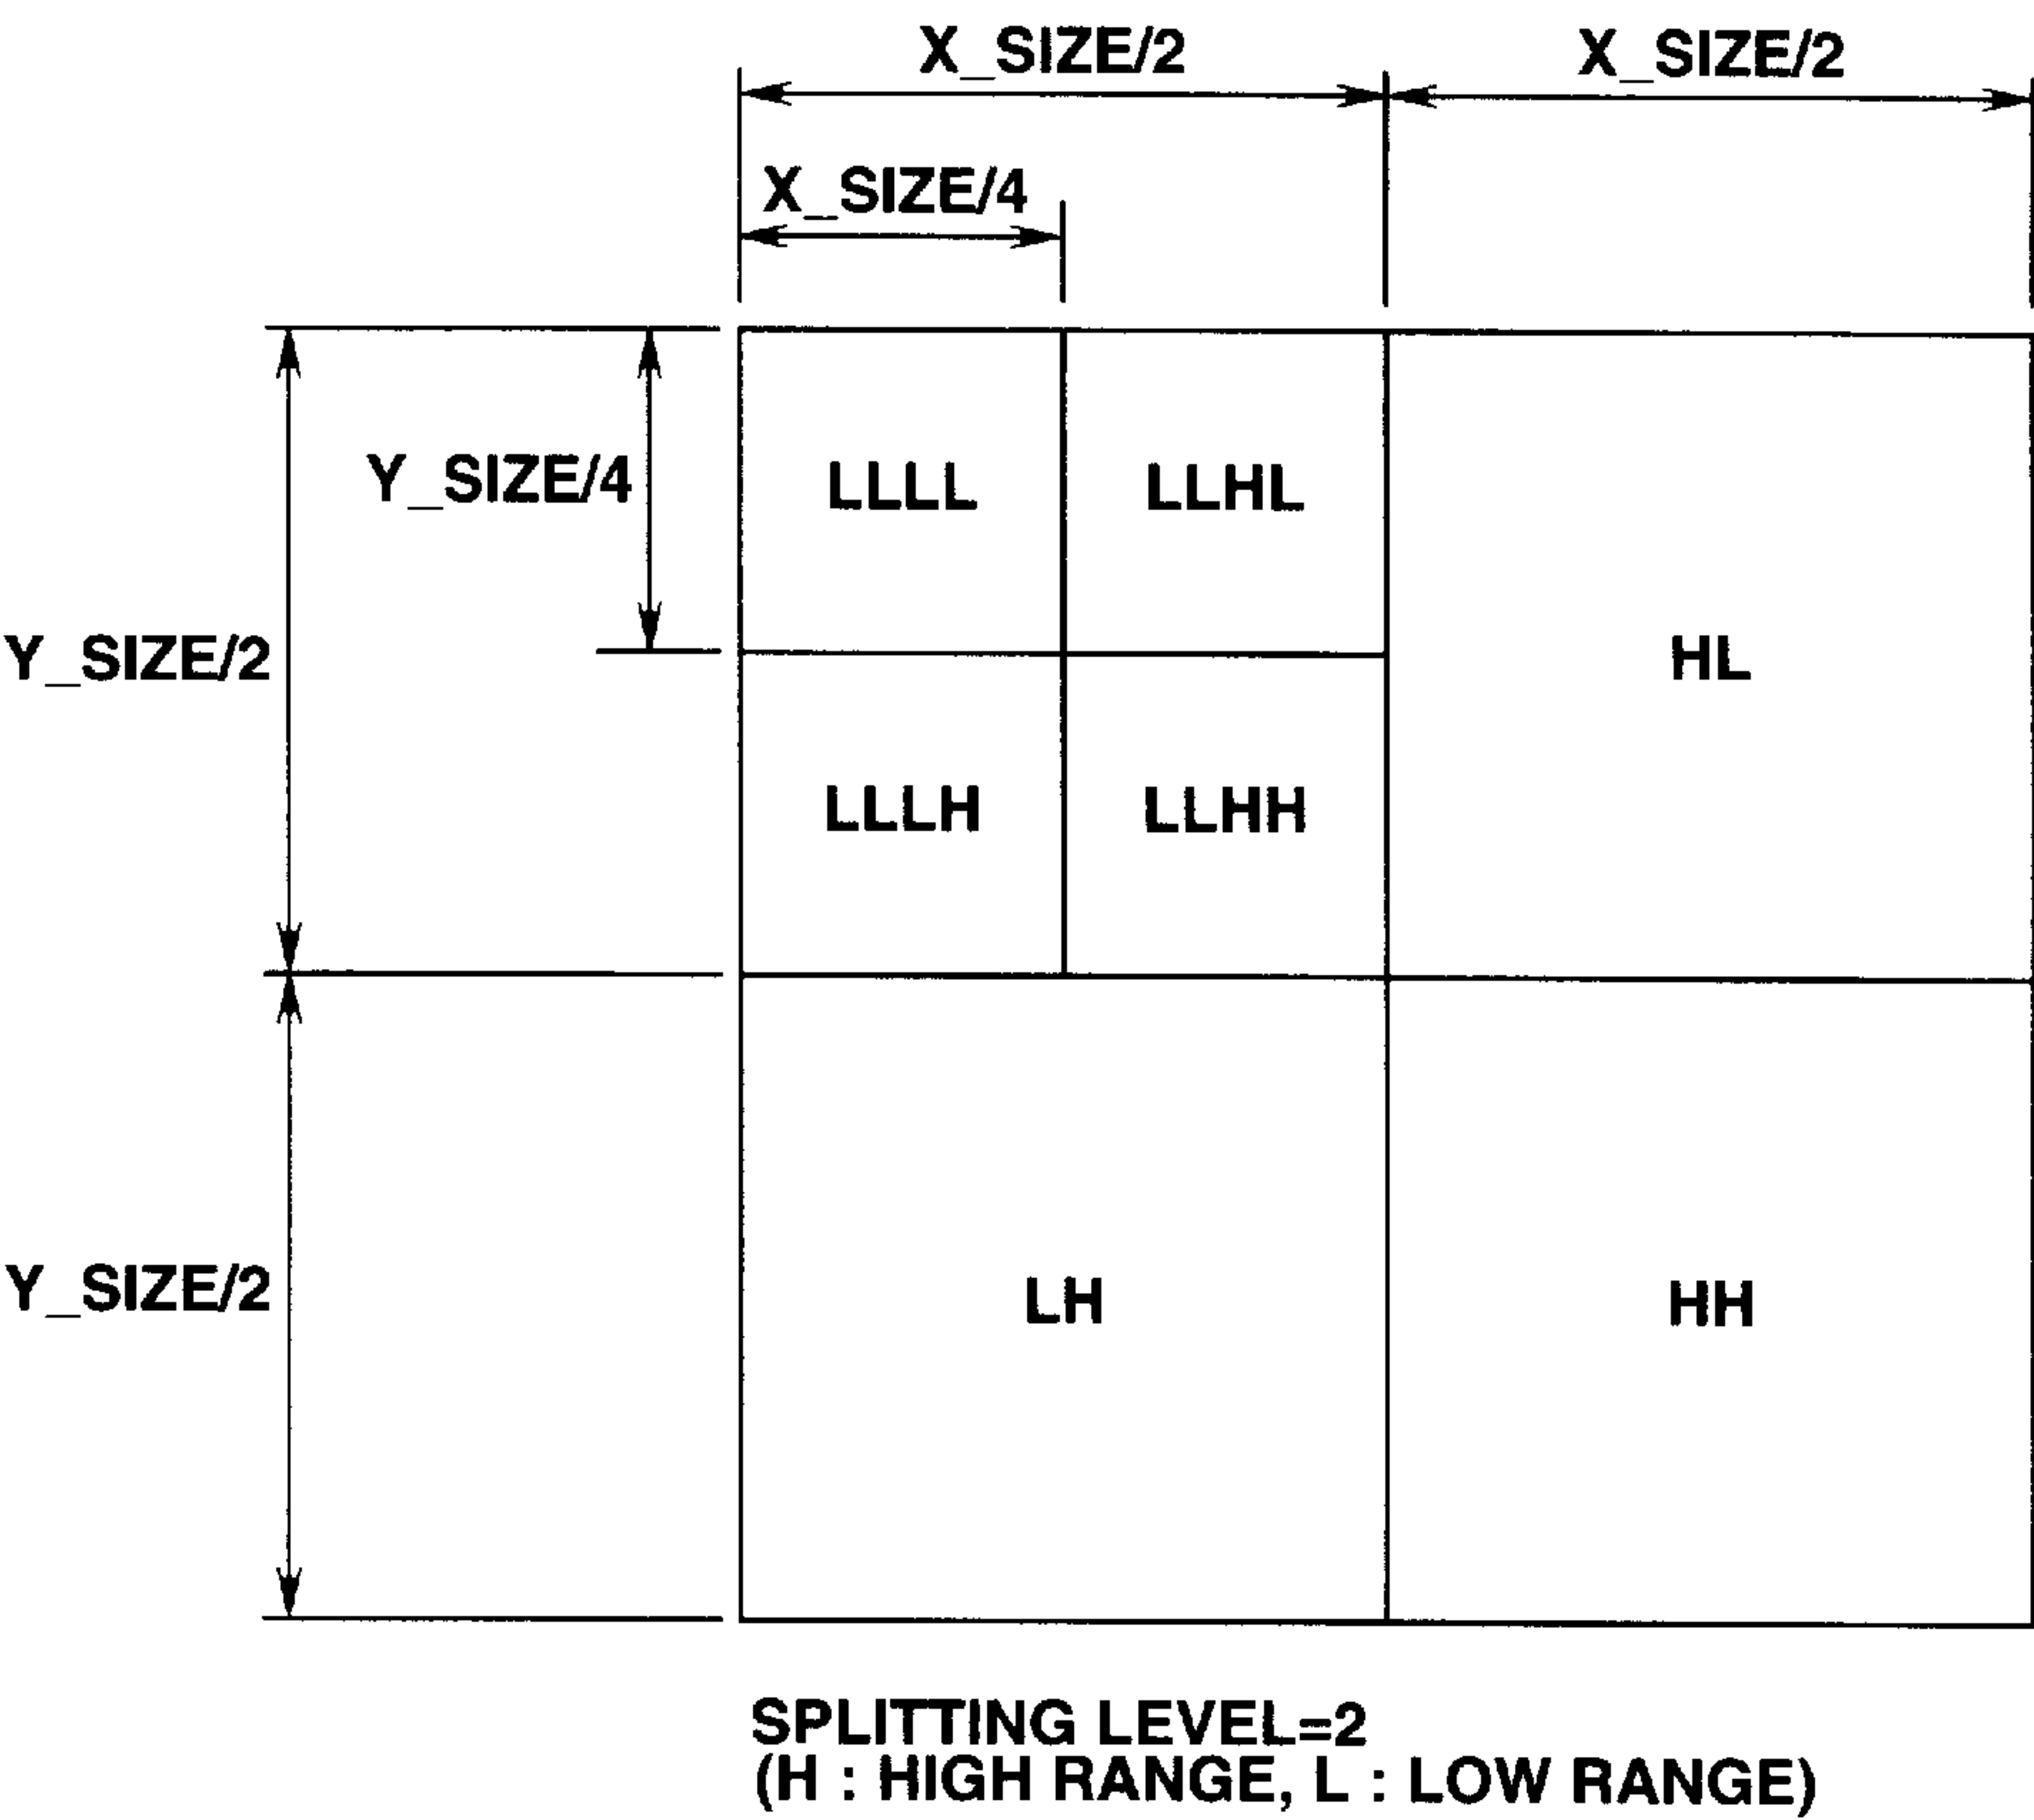 X_SIZE/2
X_SIZE/2
X_SIZE/4
Y_SIZE/4
LLLL
LLHL
Y_SIZE/2
HL
LLLH
LLHH
Y_SIZE/2
LH
HH
SPLITTING LEVEL=2
(H : HIGH RANGE, L : LOW RANGE)